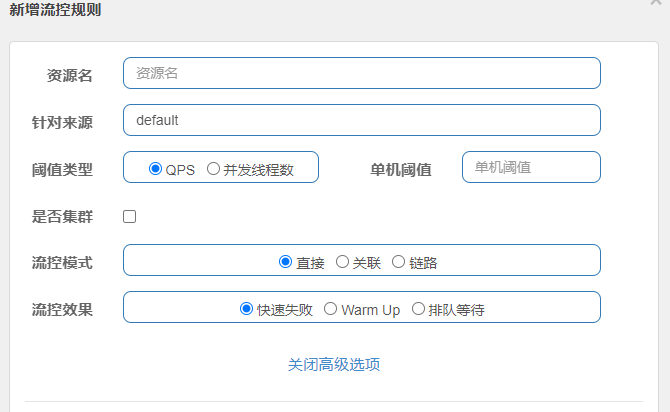 新增流控规则
资源名 资源名
针对来源 default
阈值类型 QPS 并发线程数 单机阈值 单机阈值
是否集群
流控模式 直接 关联 链路
流控效果 快速失败 Warm Up 排队等待
关闭高级选项